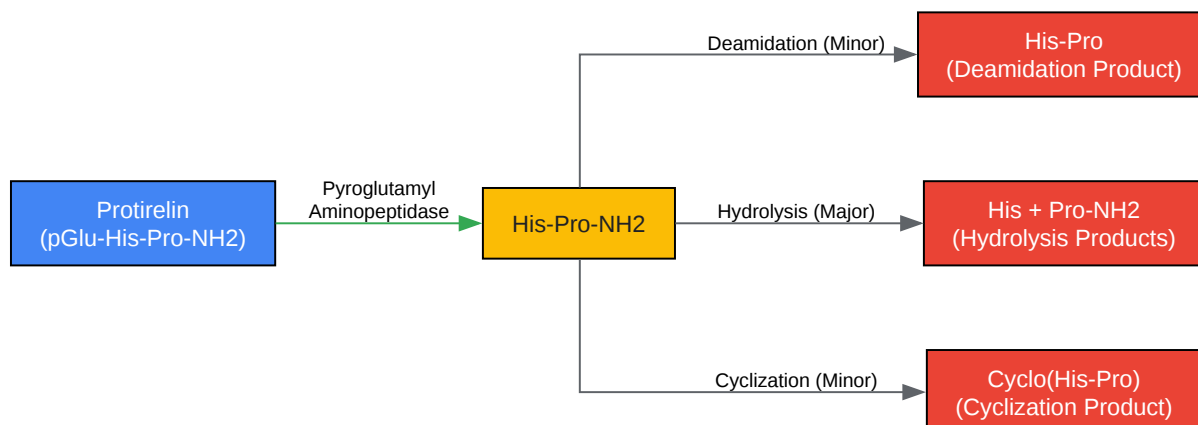 Deamidation (Minor)
His-Pro
(Deamidation Product)
Protirelin
(pGlu-His-Pro-NH2)
Pyroglutamyl
Aminopeptidase
His-Pro-NH2
Hydrolysis (Major)
His + Pro-NH2
(Hydrolysis Products)
Cyclization (Minor)
Cyclo(His-Pro)
(Cyclization Product)